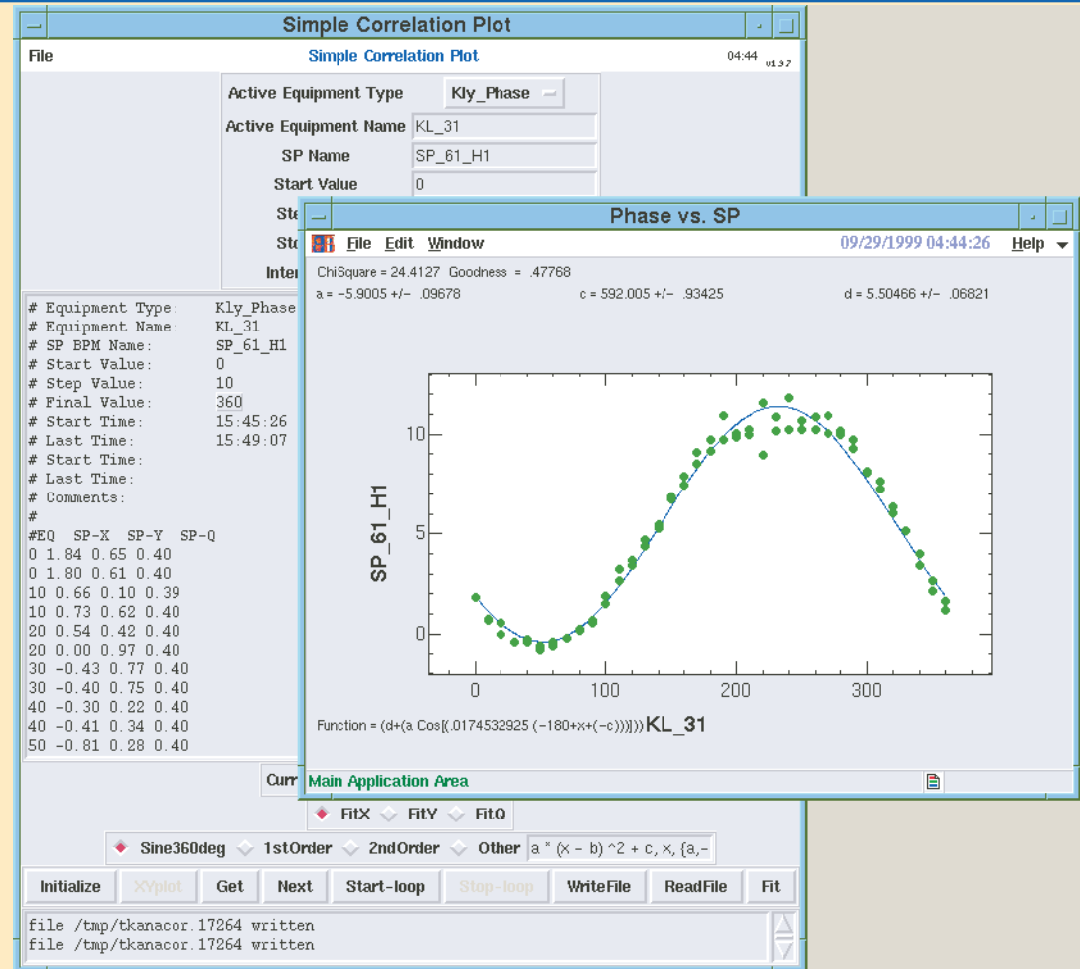 Simple Correlation Plot
File Simple Correlation Plot 04:44 v1.9.7
Active Equipment Type Kly_Phase
Active Equipment Name KL_31
SP Name SP_61_H1
Start Value 0
Ste
Sto
Inter
# Equipment Type: Kly_Phase
# Equipment Name: KL_31
# SP BPM Name: SP_61_H1
# Start Value: 0
# Step Value: 10
# Final Value: 360
# Start Time: 15:45:26
# Last Time: 15:49:07
# Start Time:
# Last Time:
# Comments:
#
#EQ SP-X SP-Y SP-Q
0 1.84 0.65 0.40
0 1.80 0.61 0.40
10 0.66 0.10 0.39
10 0.73 0.62 0.40
20 0.54 0.42 0.40
20 0.00 0.97 0.40
30 -0.43 0.77 0.40
30 -0.40 0.75 0.40
40 -0.30 0.22 0.40
40 -0.41 0.34 0.40
50 -0.81 0.28 0.40
Curr
Phase vs. SP
File Edit Window 09/29/1999 04:44:26 Help
ChiSquare = 24.4127 Goodness = .47768
a = -5.9005 +/- .09678 c = 592.005 +/- .93425 d = 5.50466 +/- .06821
SP_61_H1
10
5
0
0 100 200 300
Function = (d+(a Cos[(.0174532925 (-180+x+(-c)))])) KL_31
Main Application Area
FitX FitY FitQ
Sine360deg 1stOrder 2ndOrder Other a * (x - b) ^2 + c, x, {a,-
Initialize XYplot Get Next Start-loop Stop-loop WriteFile ReadFile Fit
file /tmp/tkanacor.17264 written
file /tmp/tkanacor.17264 written